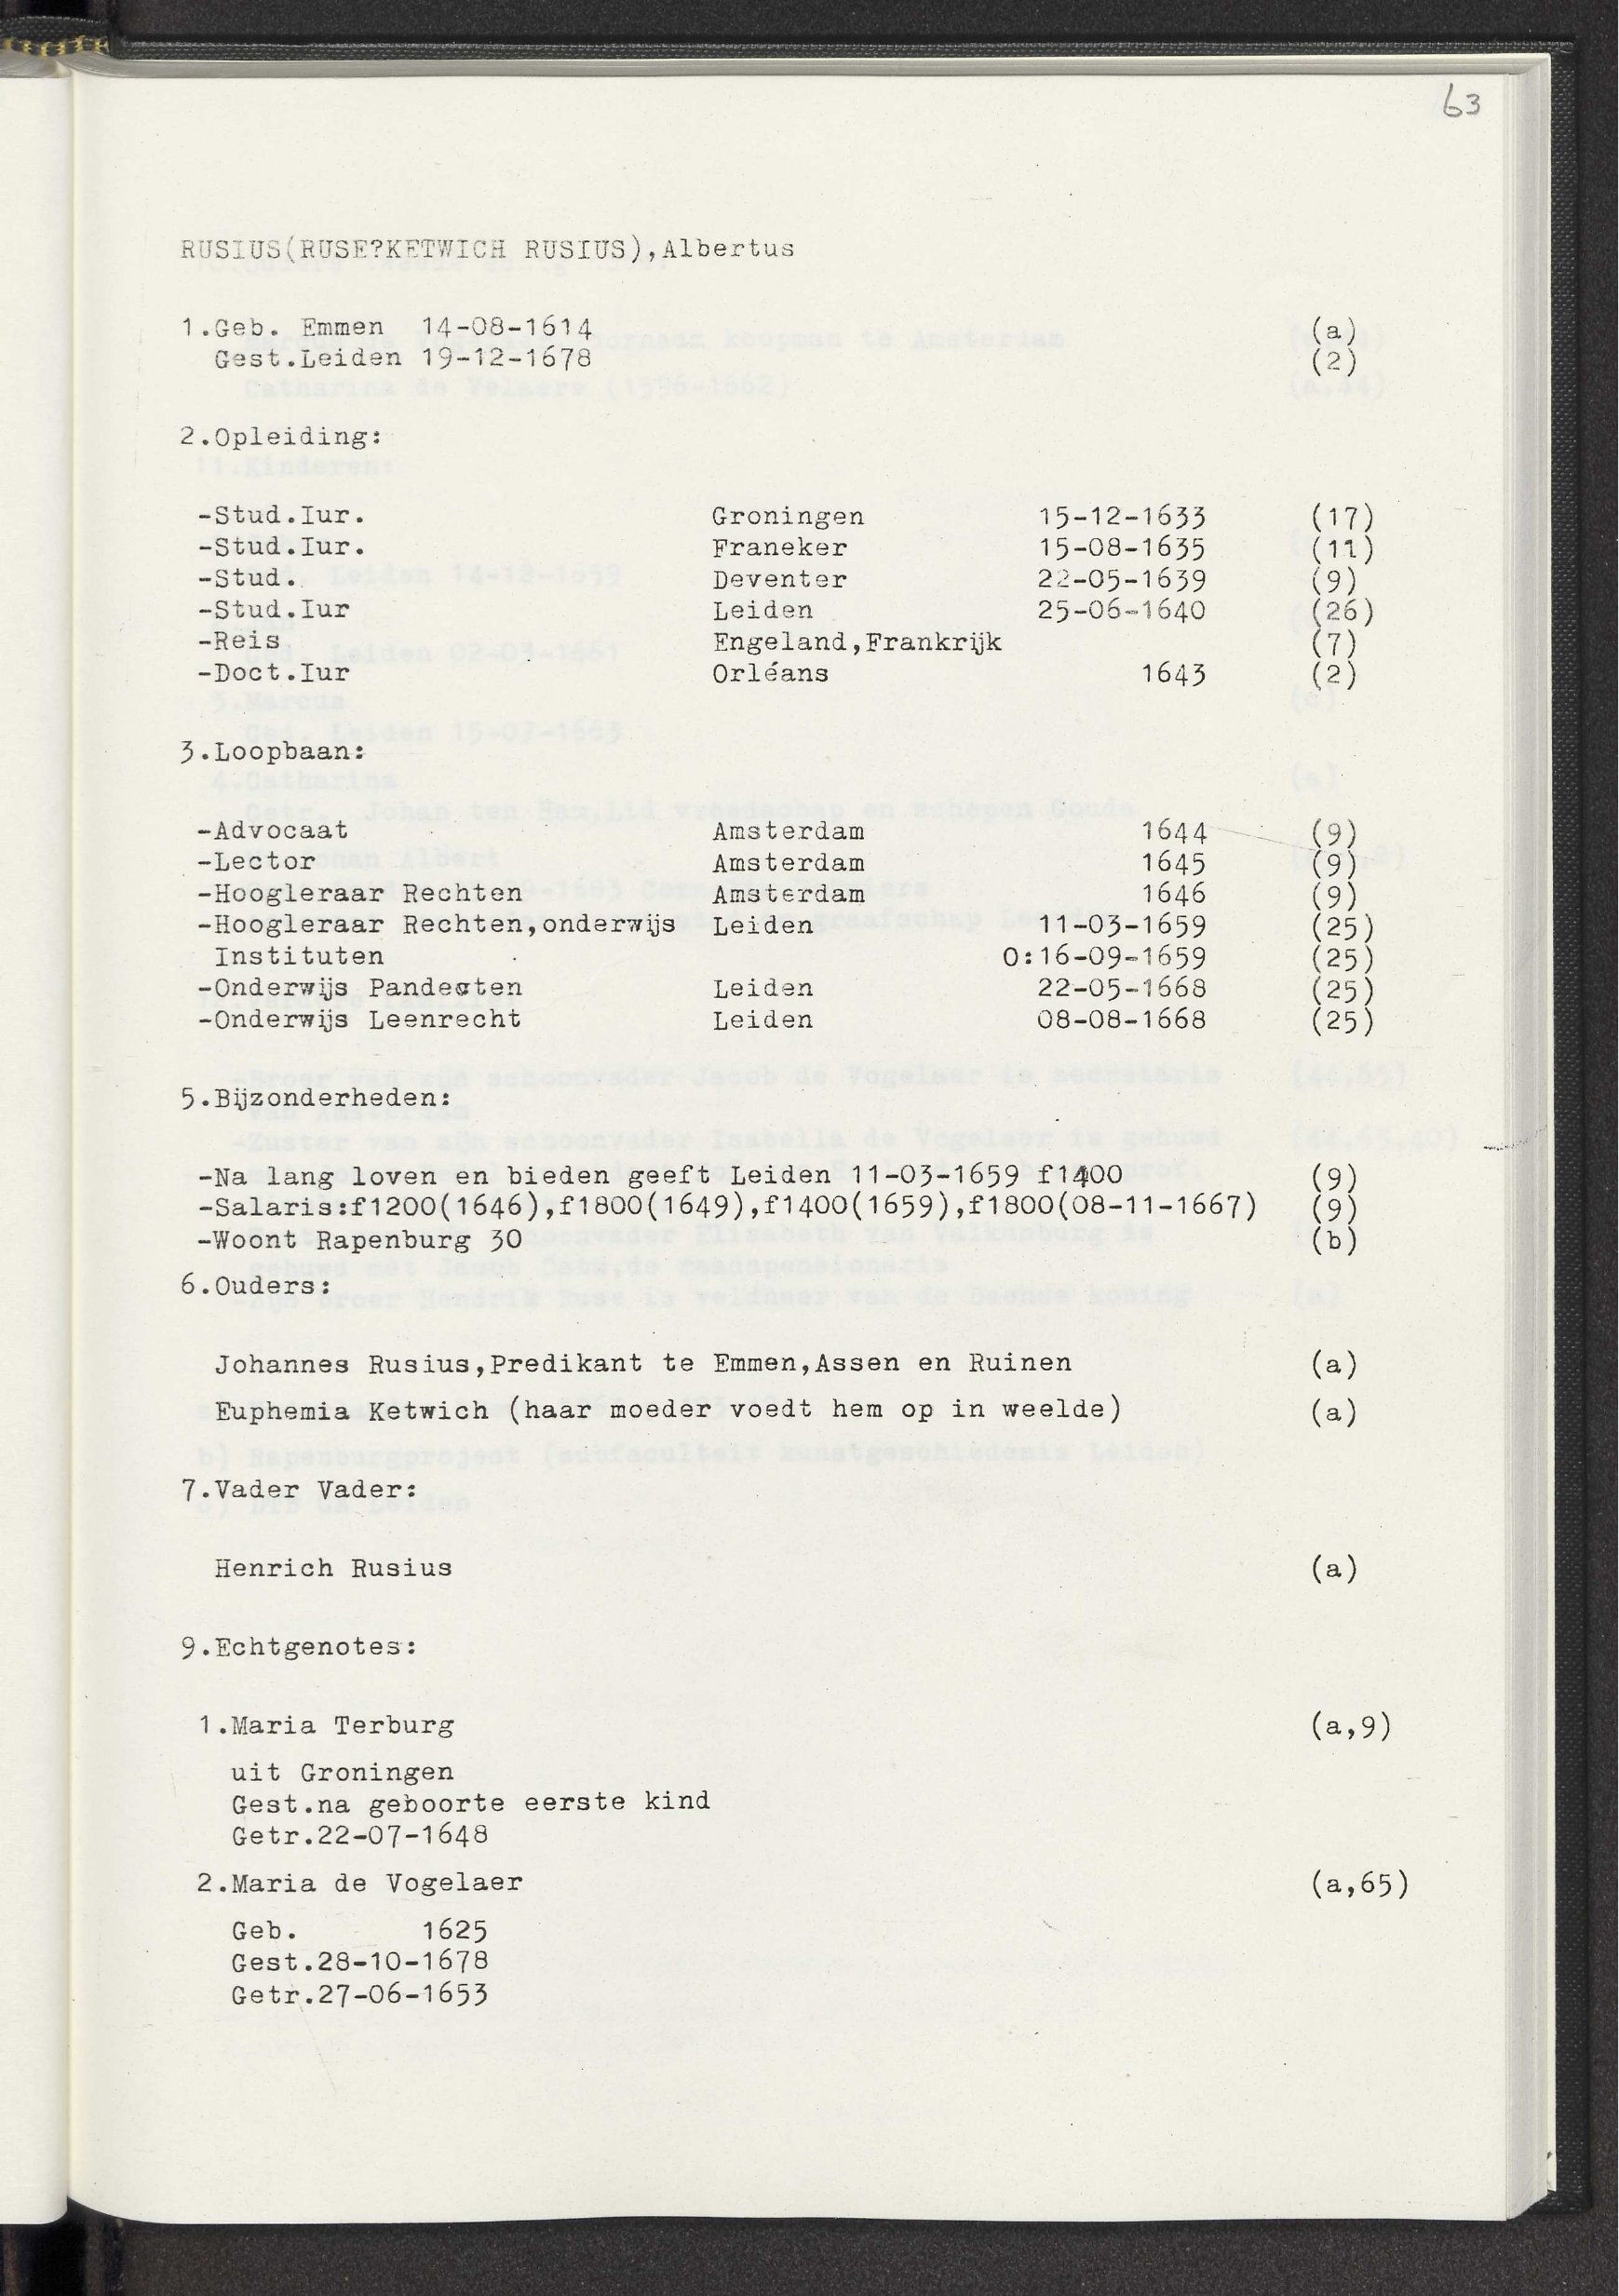 63
RUSIUS(RUSE?KETWICH RUSIUS),Albertus
1.Geb. Emmen 14-08-1614 (a)
Gest.Leiden 19-12-1678 (2)
2.Opleiding:
-Stud.Iur. Groningen 15-12-1633 (17)
-Stud.Iur. Franeker 15-08-1635 (11)
-Stud. Deventer 22-05-1639 (9)
-Stud.Iur Leiden 25-06-1640 (26)
-Reis Engeland,Frankrijk (7)
-Doct.Iur Orléans 1643 (2)
3.Loopbaan:
-Advocaat Amsterdam 1644 (9)
-Lector Amsterdam 1645 (9)
-Hoogleraar Rechten Amsterdam 1646 (9)
-Hoogleraar Rechten,onderwijs Leiden 11-03-1659 (25)
Instituten O:16-09-1659 (25)
-Onderwijs Pandecten Leiden 22-05-1668 (25)
-Onderwijs Leenrecht Leiden 08-08-1668 (25)
5.Bijzonderheden:
-Na lang loven en bieden geeft Leiden 11-03-1659 f1400 (9)
-Salaris:f1200(1646),f1800(1649),f1400(1659),f1800(08-11-1667) (9)
-Woont Rapenburg 30 (b)
6.Ouders:
Johannes Rusius,Predikant te Emmen,Assen en Ruinen (a)
Euphemia Ketwich (haar moeder voedt hem op in weelde) (a)
7.Vader Vader:
Henrich Rusius (a)
9.Echtgenotes:
1.Maria Terburg (a,9)
uit Groningen
Gest.na geboorte eerste kind
Getr.22-07-1648
2.Maria de Vogelaer (a,65)
Geb. 1625
Gest.28-10-1678
Getr.27-06-1653